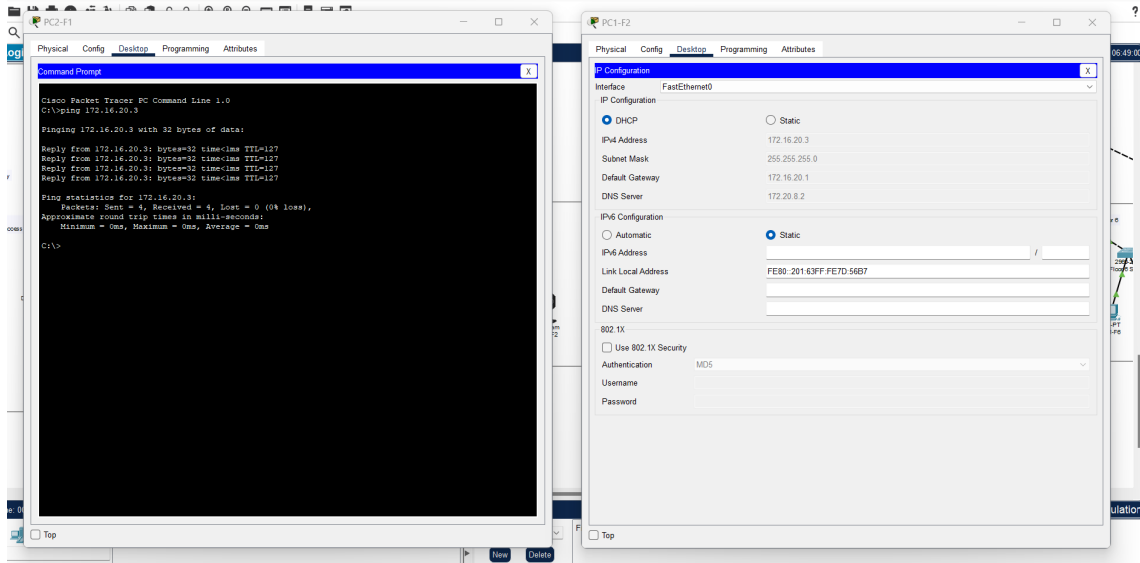 PC2-F1
Physical Config Desktop Programming Attributes
Command Prompt
X
Cisco Packet Tracer PC Command Line 1.0
C:\>ping 172.16.20.3
Pinging 172.16.20.3 with 32 bytes of data:
Reply from 172.16.20.3: bytes=32 time<1ms TTL=127
Reply from 172.16.20.3: bytes=32 time<1ms TTL=127
Reply from 172.16.20.3: bytes=32 time<1ms TTL=127
Reply from 172.16.20.3: bytes=32 time<1ms TTL=127
Ping statistics for 172.16.20.3:
Packets: Sent = 4, Received = 4, Lost = 0 (0% loss),
Approximate round trip times in milli-seconds:
Minimum = 0ms, Maximum = 0ms, Average = 0ms
C:\>
Top
New Delete
PC1-F2
Physical Config Desktop Programming Attributes
IP Configuration
X
Interface FastEthernet0
IP Configuration
DHCP Static
IPv4 Address 172.16.20.3
Subnet Mask 255.255.255.0
Default Gateway 172.16.20.1
DNS Server 172.20.8.2
IPv6 Configuration
Automatic Static
IPv6 Address /
Link Local Address FE80::201:63FF:FE7D:56B7
Default Gateway
DNS Server
802.1X
Use 802.1X Security
Authentication MD5
Username
Password
Top
?